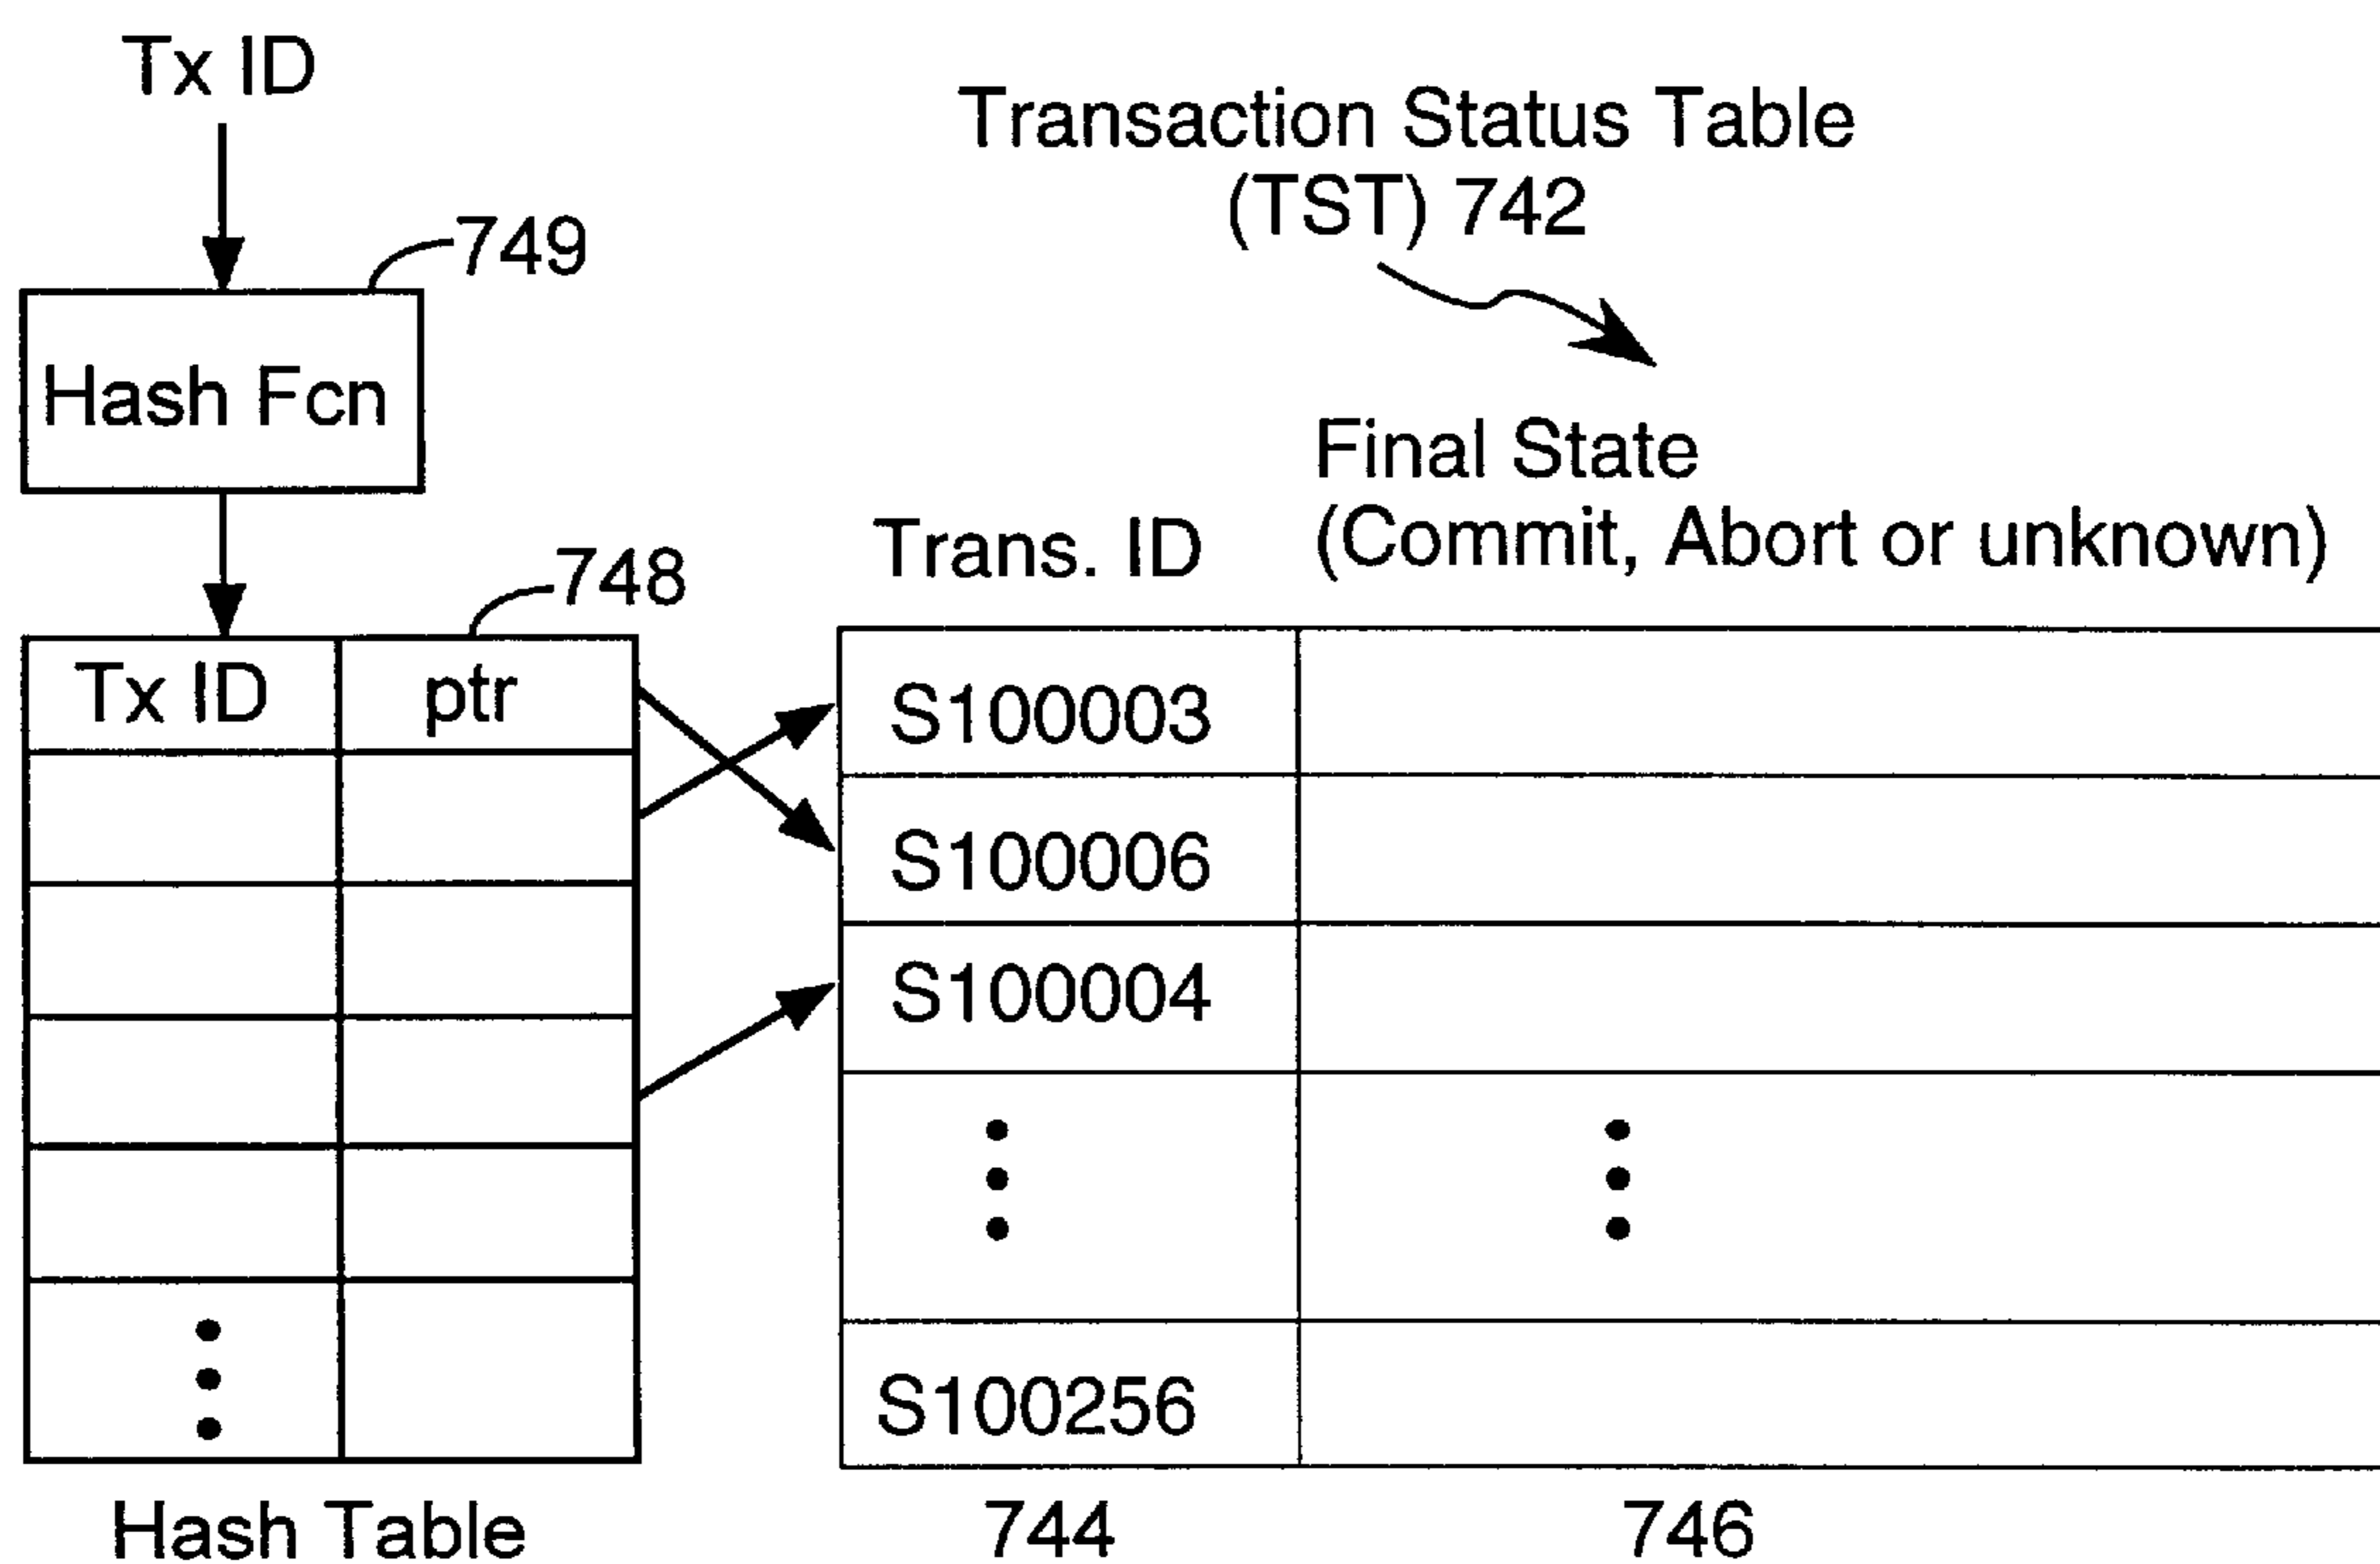 Tx ID
749
Hash Fcn
748
Tx ID ptr
Hash Table
Transaction Status Table
(TST) 742
Final State
(Commit, Abort or unknown)
Trans. ID
S100003
S100006
S100004
S100256
744
746